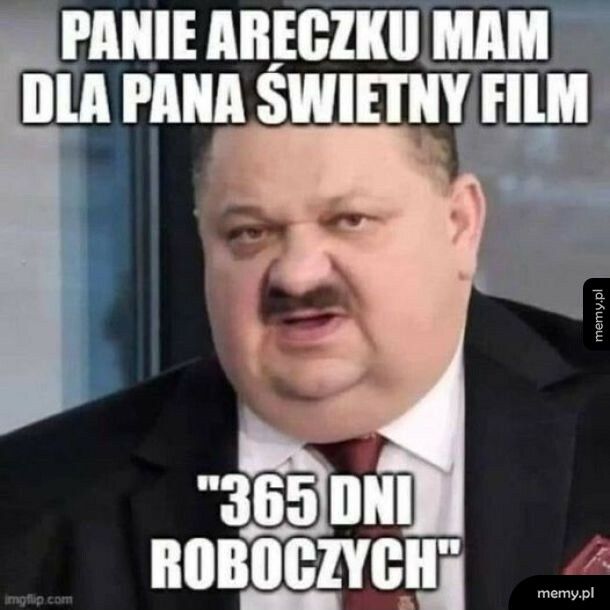 PANIE ARECZKU MAM
DLA PANA ŚWIETNY FILM
memy.pl
"365 DNI
ROBOCZYCH"
imgflip.com
memy.pl